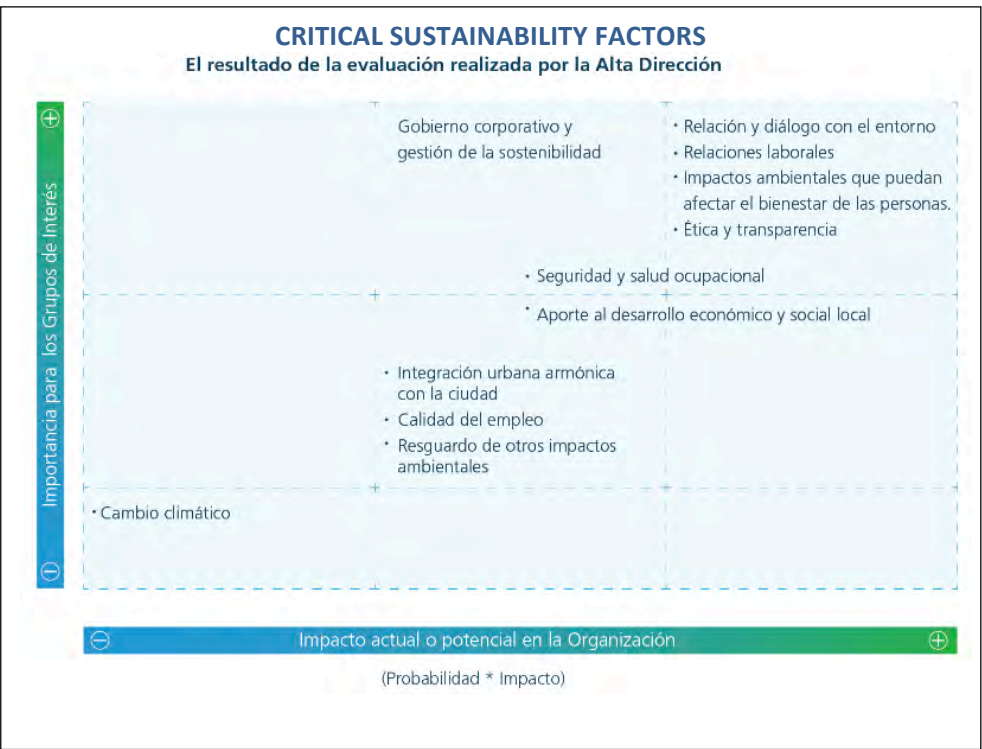 CRITICAL SUSTAINABILITY FACTORS
El resultado de la evaluación realizada por la Alta Dirección
Importancia para los Grupos de Interés
Gobierno corporativo y
gestión de la sostenibilidad
· Relación y diálogo con el entorno
· Relaciones laborales
· Impactos ambientales que puedan
afectar el bienestar de las personas.
· Ética y transparencia
· Seguridad y salud ocupacional
· Aporte al desarrollo económico y social local
· Integración urbana armónica
con la ciudad
· Calidad del empleo
· Resguardo de otros impactos
ambientales
· Cambio climático
Impacto actual o potencial en la Organización
(Probabilidad * Impacto)